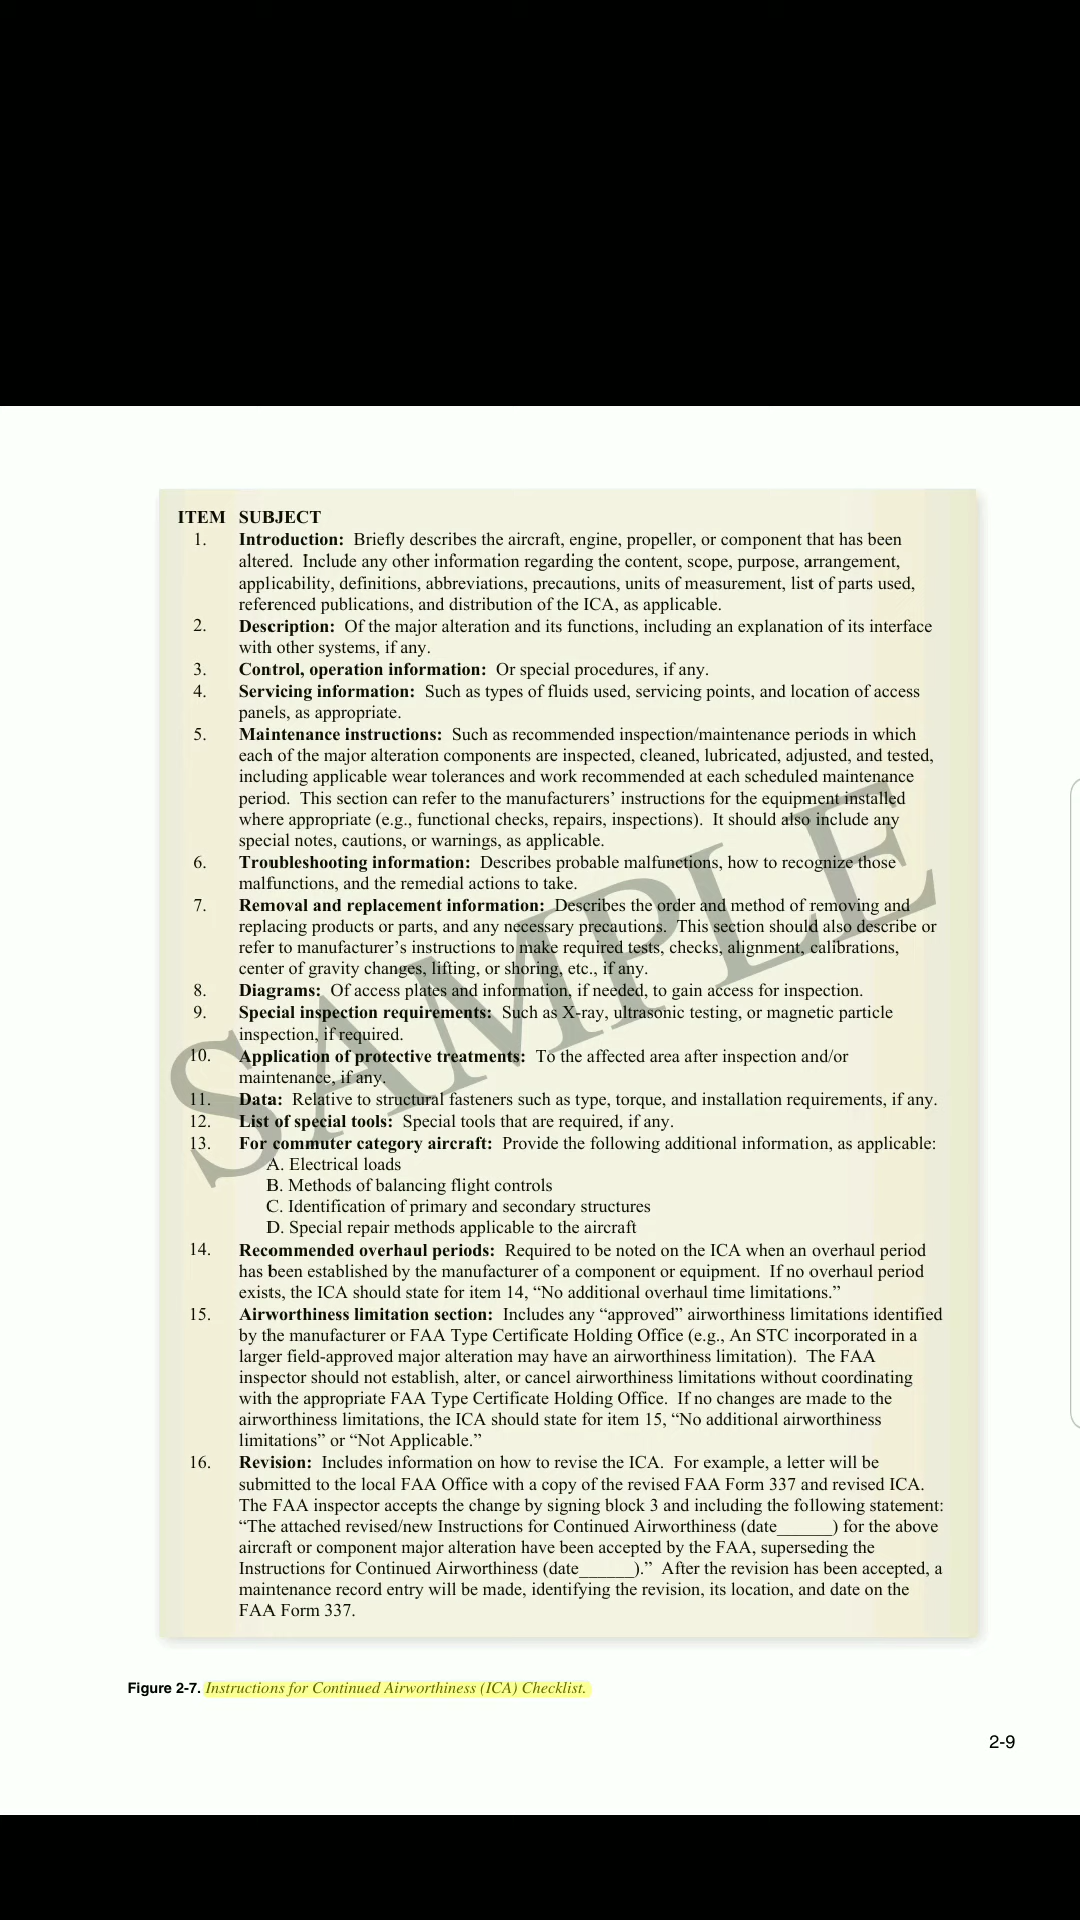 ITEM SUBJECT
1. Introduction: Briefly describes the aircraft, engine, propeller, or component that has been
altered. Include any other information regarding the content, scope, purpose, arrangement,
applicability, definitions, abbreviations, precautions, units of measurement, list of parts used,
referenced publications, and distribution of the ICA, as applicable.
2. Description: Of the major alteration and its functions, including an explanation of its interface
with other systems, if any.
3. Control, operation information: Or special procedures, if any.
4. Servicing information: Such as types of fluids used, servicing points, and location of access
panels, as appropriate.
5. Maintenance instructions: Such as recommended inspection/maintenance periods in which
each of the major alteration components are inspected, cleaned, lubricated, adjusted, and tested,
including applicable wear tolerances and work recommended at each scheduled maintenance
period. This section can refer to the manufacturers’ instructions for the equipment installed
where appropriate (e.g., functional checks, repairs, inspections). It should also include any
special notes, cautions, or warnings, as applicable.
6. Troubleshooting information: Describes probable malfunctions, how to recognize those
malfunctions, and the remedial actions to take.
7. Removal and replacement information: Describes the order and method of removing and
replacing products or parts, and any necessary precautions. This section should also describe or
refer to manufacturer’s instructions to make required tests, checks, alignment, calibrations,
center of gravity changes, lifting, or shoring, etc., if any.
8. Diagrams: Of access plates and information, if needed, to gain access for inspection.
9. Special inspection requirements: Such as X-ray, ultrasonic testing, or magnetic particle
inspection, if required.
10. Application of protective treatments: To the affected area after inspection and/or
maintenance, if any.
11. Data: Relative to structural fasteners such as type, torque, and installation requirements, if any.
12. List of special tools: Special tools that are required, if any.
13. For commuter category aircraft: Provide the following additional information, as applicable:
A. Electrical loads
B. Methods of balancing flight controls
C. Identification of primary and secondary structures
D. Special repair methods applicable to the aircraft
14. Recommended overhaul periods: Required to be noted on the ICA when an overhaul period
has been established by the manufacturer of a component or equipment. If no overhaul period
exists, the ICA should state for item 14, “No additional overhaul time limitations.”
15. Airworthiness limitation section: Includes any “approved” airworthiness limitations identified
by the manufacturer or FAA Type Certificate Holding Office (e.g., An STC incorporated in a
larger field-approved major alteration may have an airworthiness limitation). The FAA
inspector should not establish, alter, or cancel airworthiness limitations without coordinating
with the appropriate FAA Type Certificate Holding Office. If no changes are made to the
airworthiness limitations, the ICA should state for item 15, “No additional airworthiness
limitations” or “Not Applicable.”
16. Revision: Includes information on how to revise the ICA. For example, a letter will be
submitted to the local FAA Office with a copy of the revised FAA Form 337 and revised ICA.
The FAA inspector accepts the change by signing block 3 and including the following statement:
“The attached revised/new Instructions for Continued Airworthiness (date______) for the above
aircraft or component major alteration have been accepted by the FAA, superseding the
Instructions for Continued Airworthiness (date______).” After the revision has been accepted, a
maintenance record entry will be made, identifying the revision, its location, and date on the
FAA Form 337.
SAMPLE
Figure 2-7. Instructions for Continued Airworthiness (ICA) Checklist.
2-9